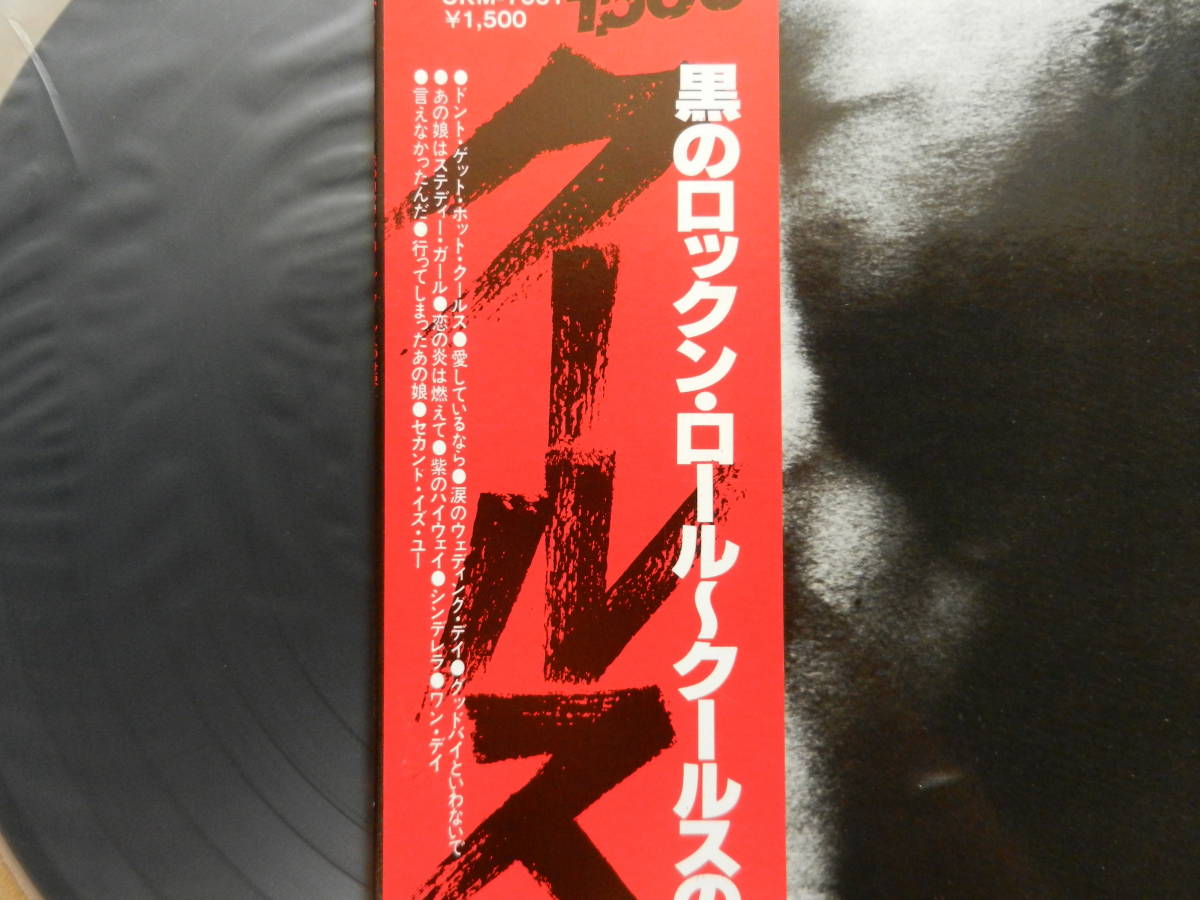 ¥1,500
1,500
黒のロックン・ロール〜クールスの
クールス
●ドント・ゲット・ホット・クールス●愛しているなら●涙のウェディング・デイ●グッドバイといわないで
●あの娘はステディー・ガール●恋の炎は燃えて●紫のハイウェイ●シンデレラ●ワン・デイ
●言えなかったんだ●行ってしまったあの娘●セカンド・イズ・ユー